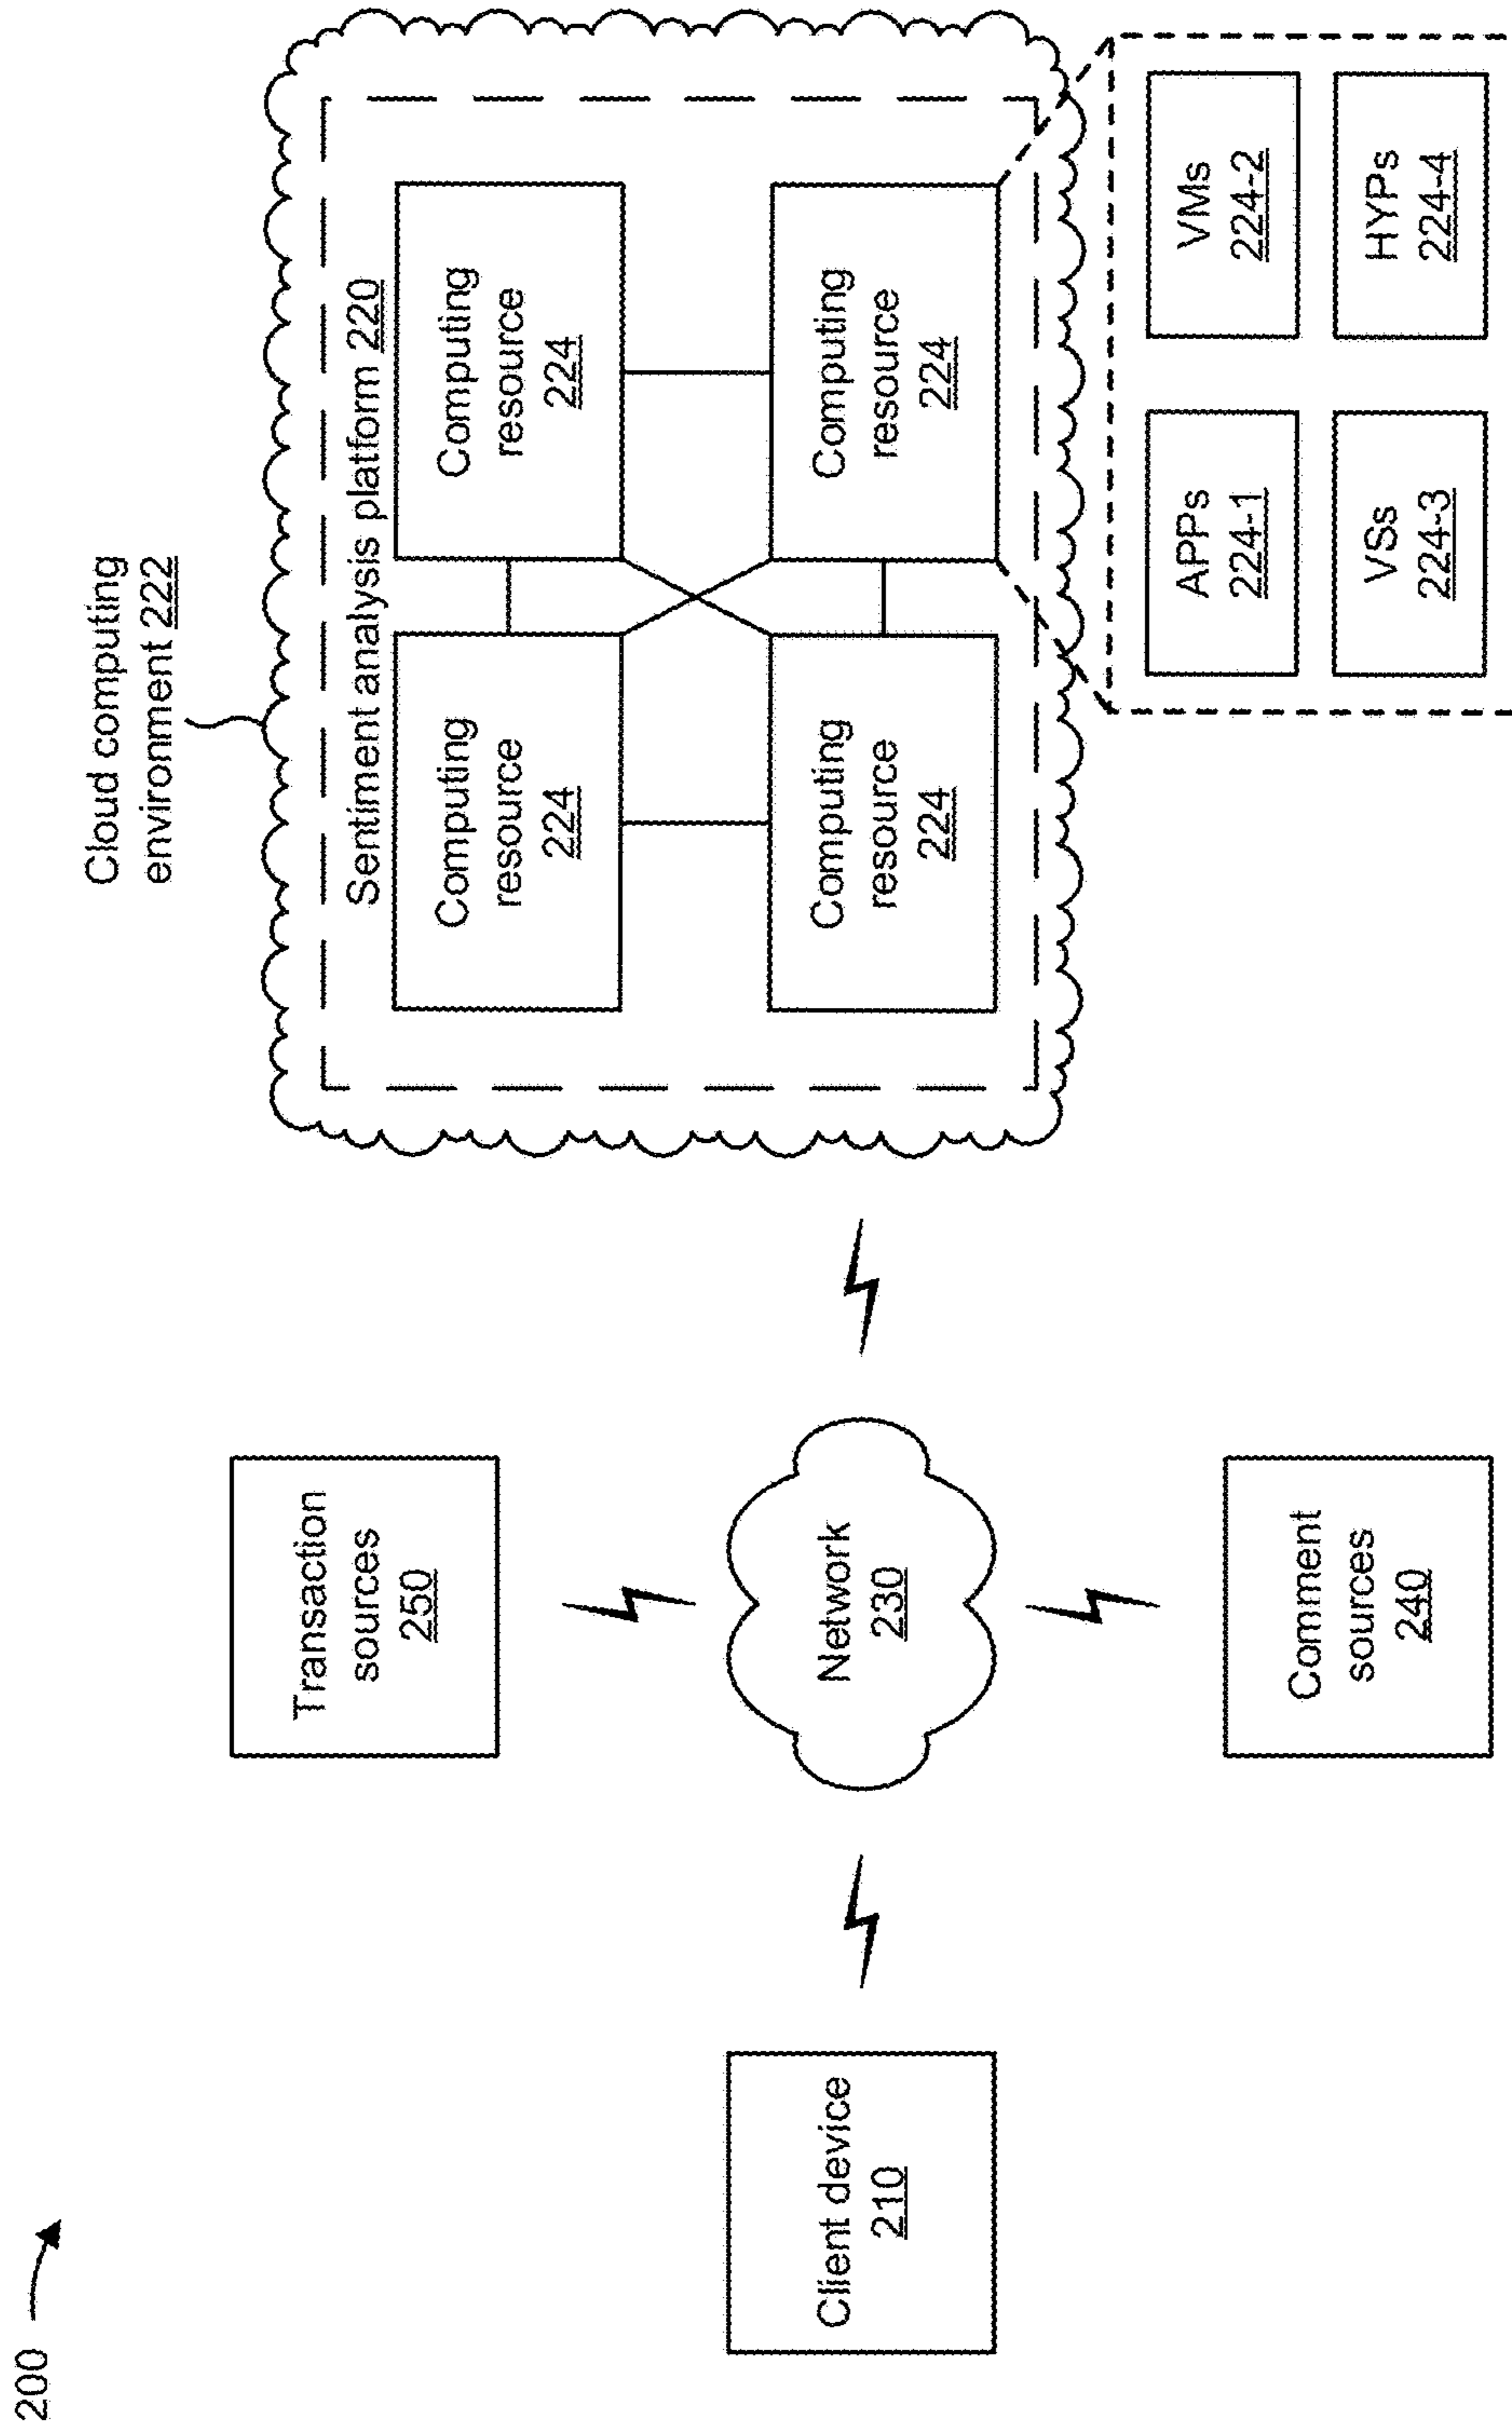 200
Cloud computing
environment 222
Sentiment analysis platform 220
Computing
resource
224
Computing
resource
224
Computing
resource
224
Computing
resource
224
Transaction
sources
250
Client device
210
Network
230
Comment
sources
240
APPs
224-1
VMs
224-2
VSs
224-3
HYPs
224-4